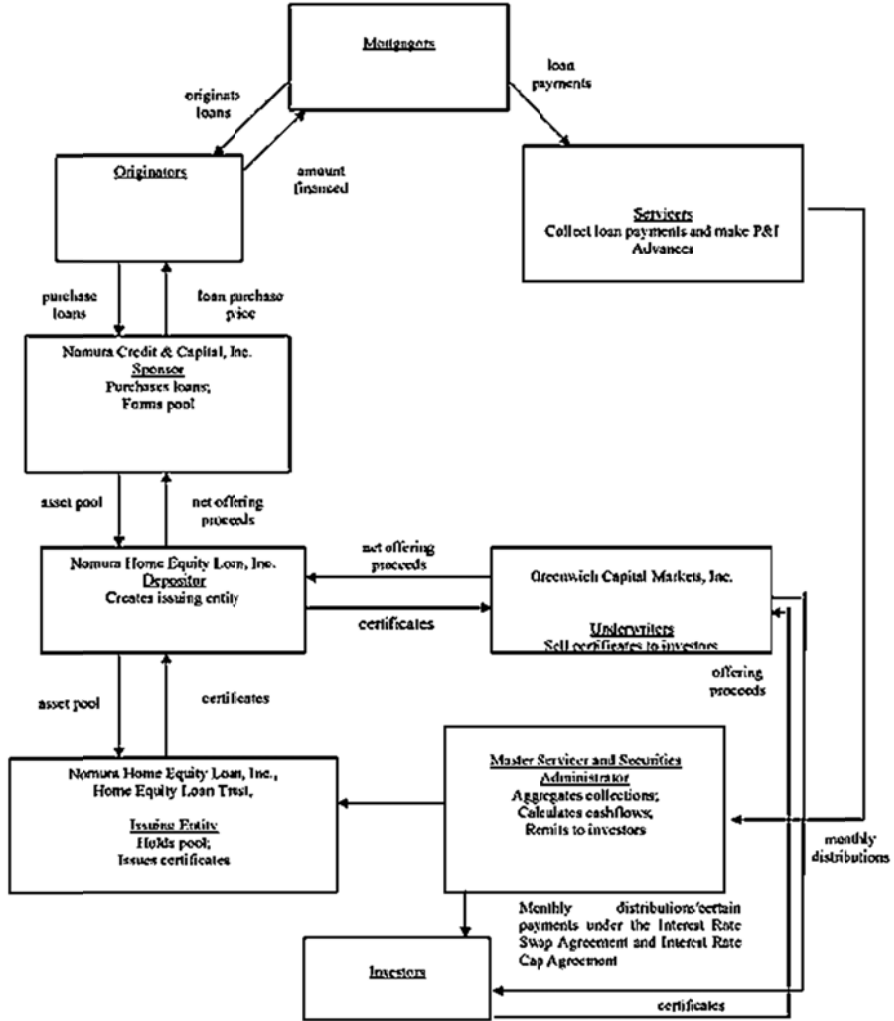 Mortgagors
loan
payments
originate
loans
amount
financed
Originators
Servicers
Collect loan payments and make P&I
Advances
purchase
loans
loan purchase
price
Nomura Credit & Capital, Inc.
Sponsor
Purchases loans;
Forms pool
asset pool
net offering
proceeds
Nomura Home Equity Loan, Inc.
Depositor
Creates issuing entity
net offering
proceeds
certificates
Greenwich Capital Markets, Inc.
Underwriters
Sell certificates to investors
offering
proceeds
asset pool
certificates
Nomura Home Equity Loan, Inc.,
Home Equity Loan Trust,
Issuing Entity
Holds pool;
Issues certificates
Master Servicer and Securities
Administrator
Aggregates collections;
Calculates cashflows;
Remits to investors
monthly
distributions
Monthly distributions/certain
payments under the Interest Rate
Swap Agreement and Interest Rate
Cap Agreement
Investors
certificates